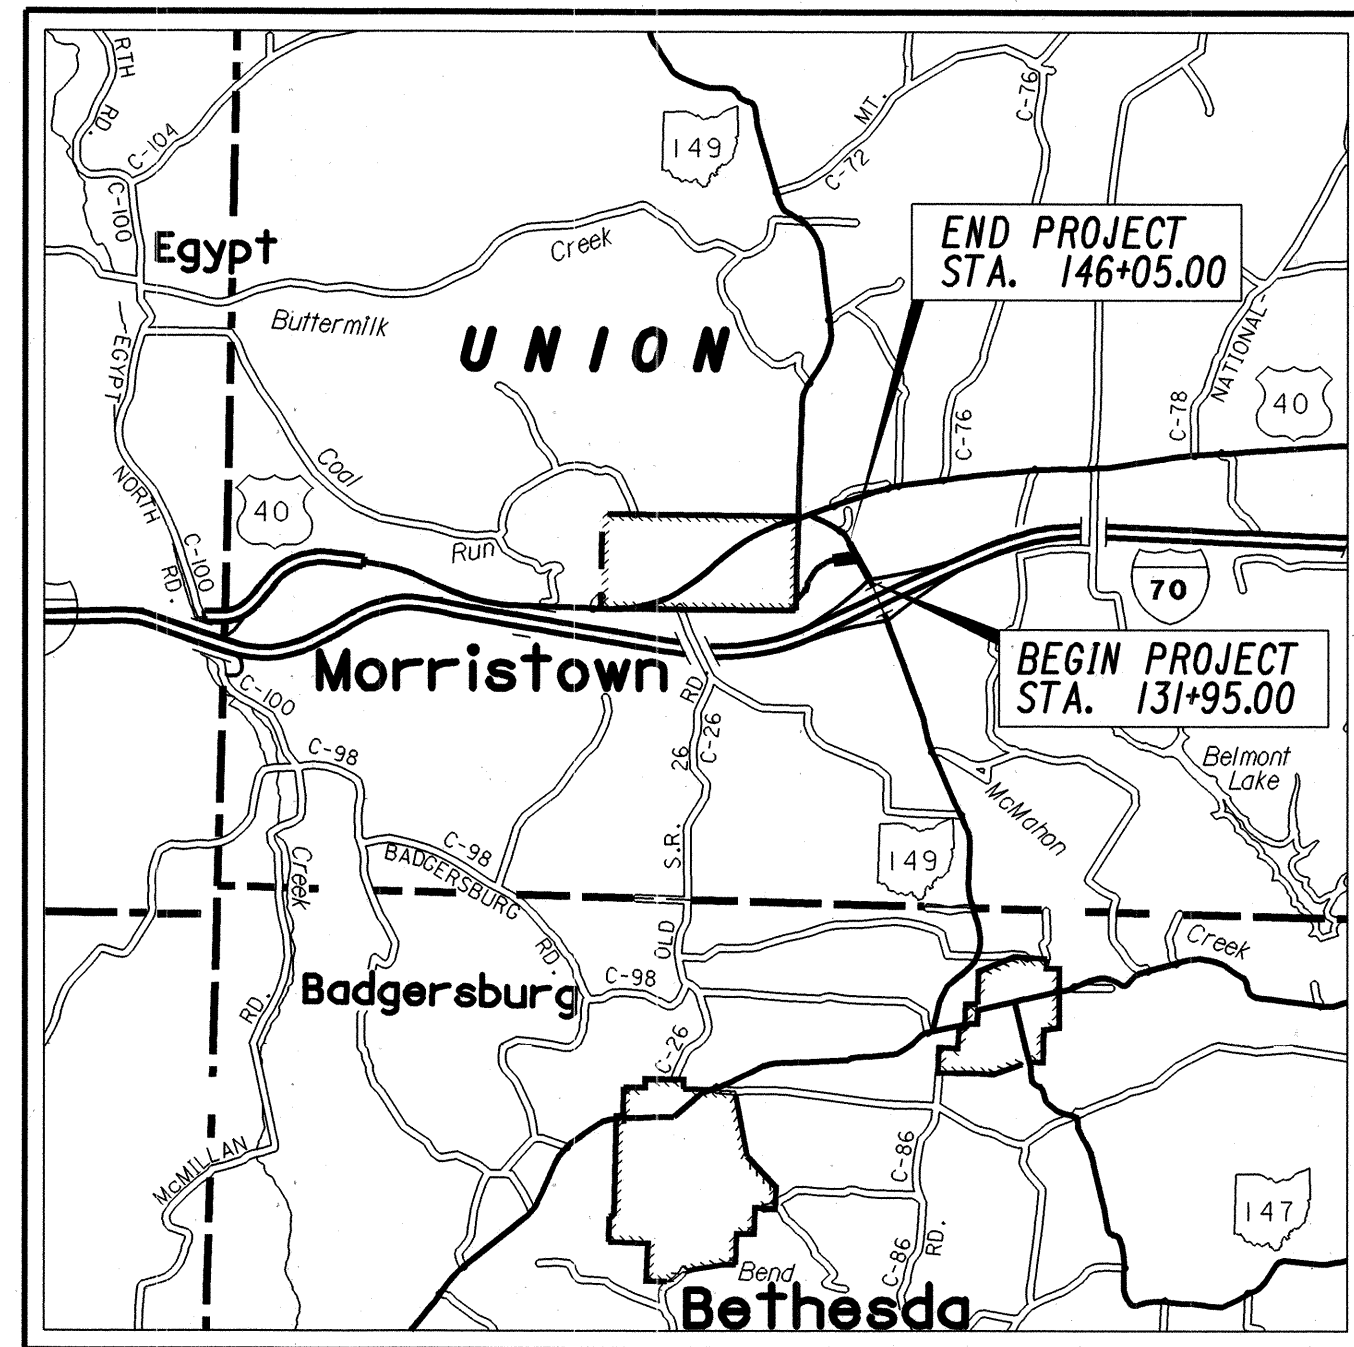 RTH
RD.
C-104
C-100
149
MT.
C-72
C-76
END PROJECT
STA. 146+05.00
Egypt
Creek
Buttermilk
UNION
EGYPT
NATIONAL
40
C-78
C-76
Coal
NORTH
40
Run
C-100
RD.
70
Morristown
BEGIN PROJECT
STA. 131+95.00
C-100
RD.
C-26
26
C-98
Belmont
Lake
McMahon
S.R.
C-98
BADGERSBURG
149
Creek
OLD
RD.
Creek
C-98
Badgersburg
RD.
C-26
McMILLAN
C-86
147
RD.
C-86
Bend
Bethesda